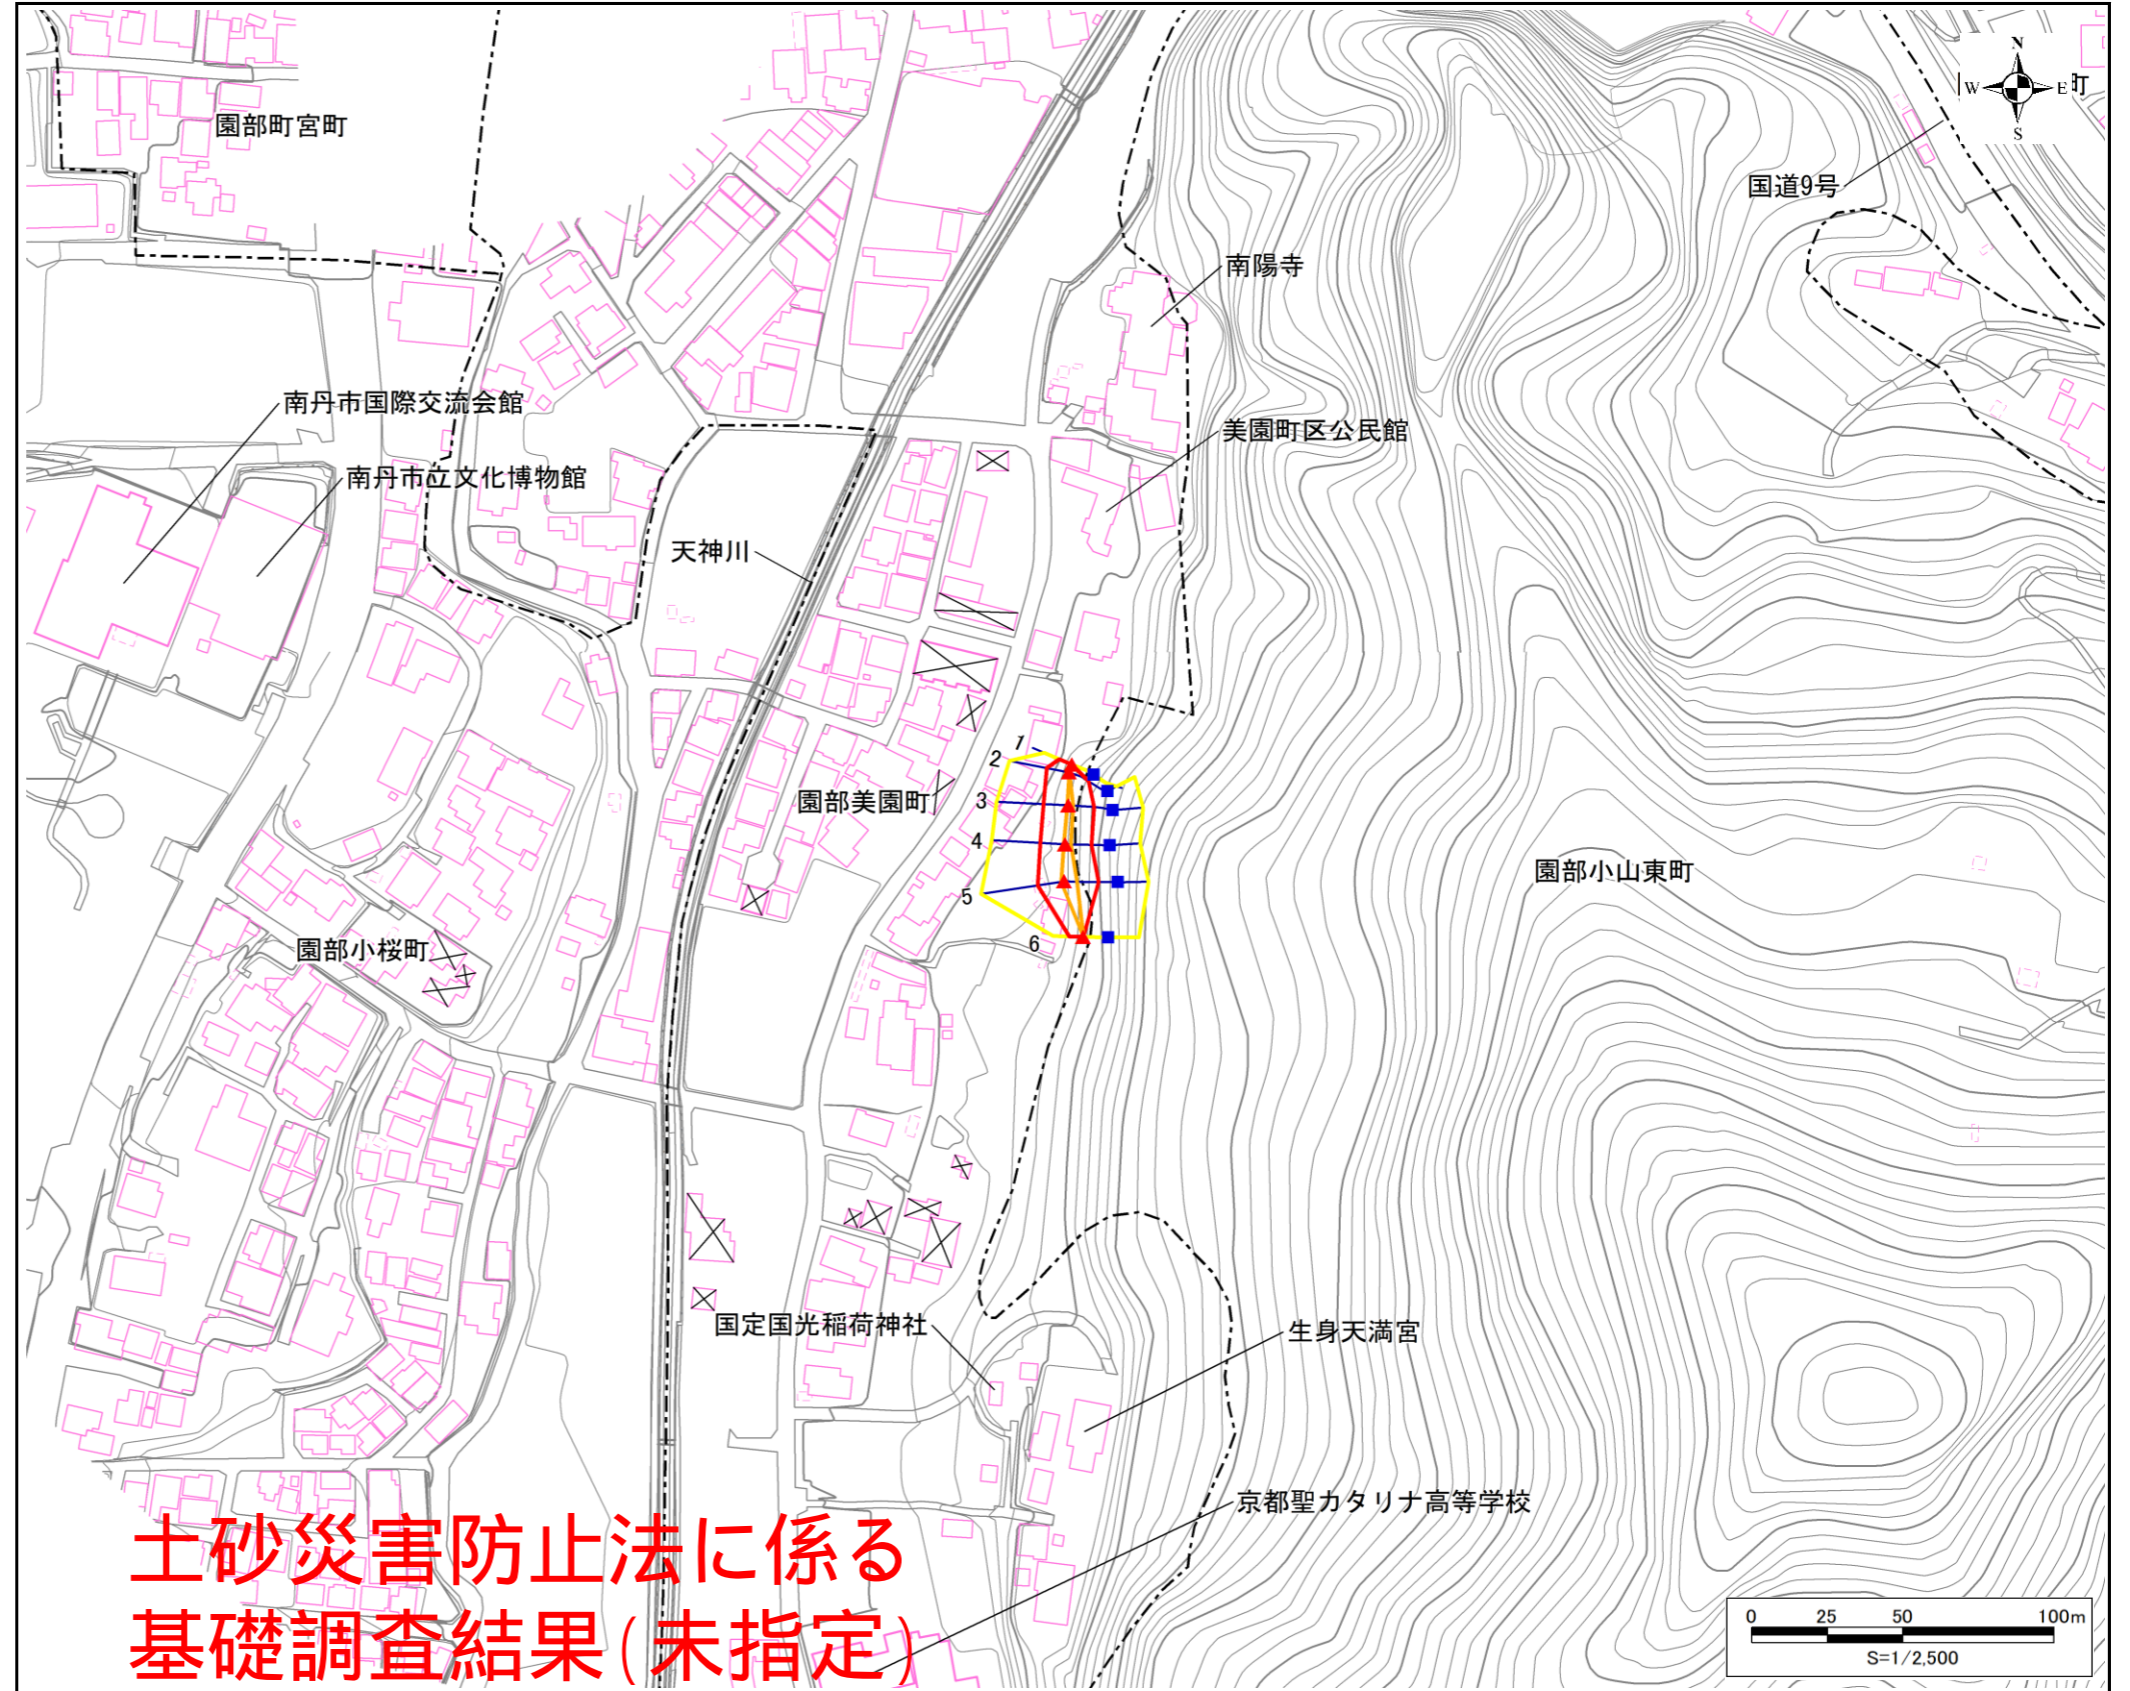 N
W
E
S
町
園部町宮町
国道9号
南陽寺
南丹市国際交流会館
美園町区公民館
南丹市立文化博物館
天神川
1
2
3
園部美園町
4
5
6
園部小山東町
園部小桜町
国定国光稲荷神社
生身天満宮
京都聖カタリナ高等学校
土砂災害防止法に係る
基礎調査結果(未指定)
0 25 50 100m
S=1/2,500